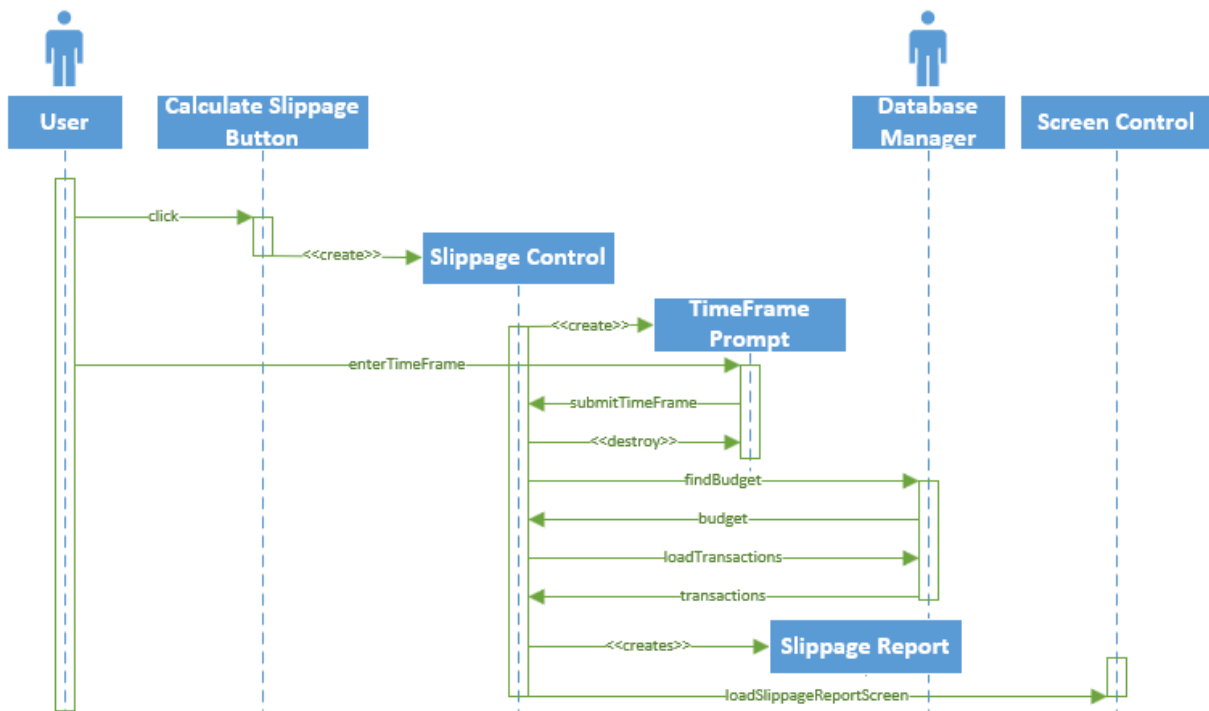 User
Calculate Slippage
Button
Database
Manager
Screen Control
click
<<create>>
Slippage Control
<<create>>
TimeFrame
Prompt
enterTimeFrame
submitTimeFrame
<<destroy>>
findBudget
budget
loadTransactions
transactions
<<creates>>
Slippage Report
loadSlippageReportScreen